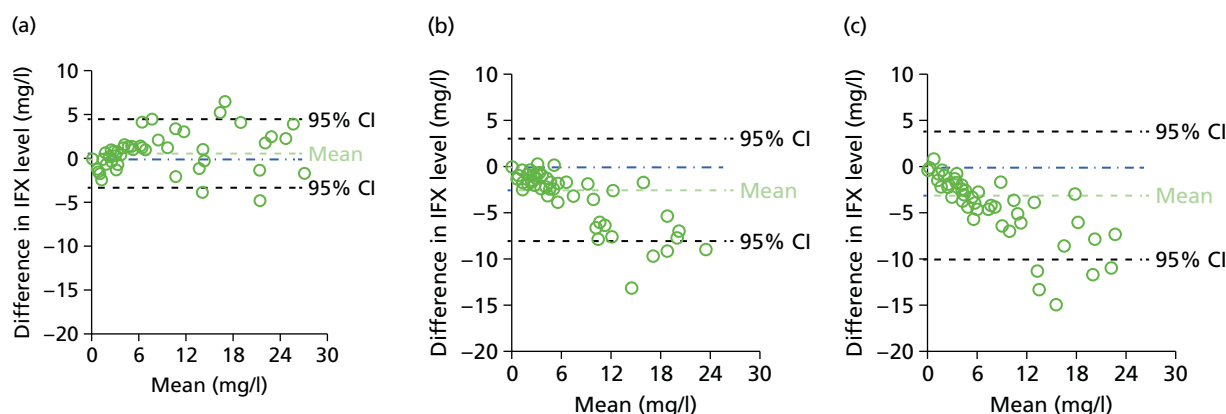 (a)
Difference in IFX level (mg/l)
10
5
0
−5
−10
−15
−20
0 6 12 18 24 30
Mean (mg/l)
95% CI
Mean
95% CI
(b)
Difference in IFX level (mg/l)
10
5
0
−5
−10
−15
−20
0 6 12 18 24 30
Mean (mg/l)
95% CI
Mean
95% CI
(c)
Difference in IFX level (mg/l)
10
5
0
−5
−10
−15
−20
0 6 12 18 24 30
Mean (mg/l)
95% CI
Mean
95% CI